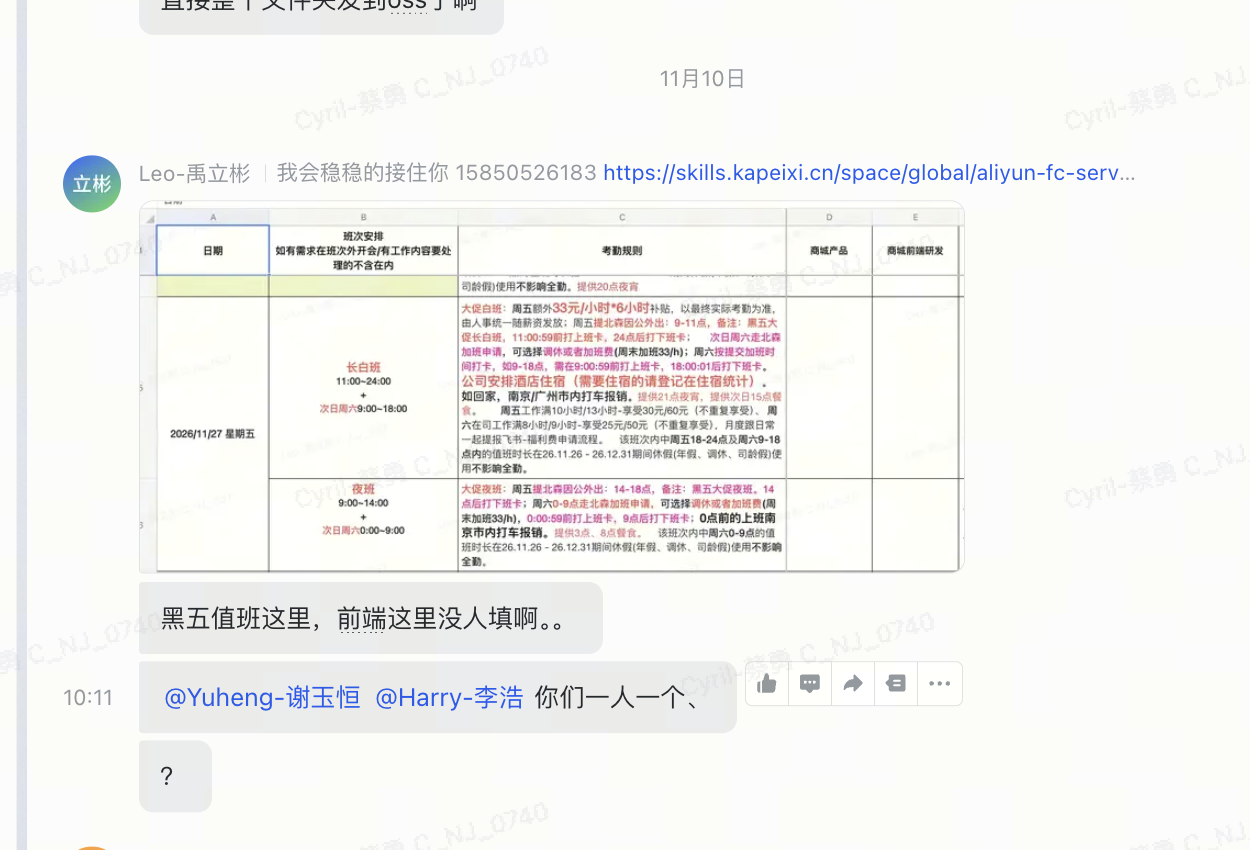 直接整个文件夹发到oss了啊
11月10日
立彬
Leo-禹立彬 | 我会稳稳的接住你 15850526183 https://skills.kapeixi.cn/space/global/aliyun-fc-serv...
A B C D E
日期
班次安排
如有需求在班次外开会/有工作内容要处
理的不含在内
考勤规则
商城产品
商城前端研发
司龄假)使用不影响全勤。提供20点夜宵
2026/11/27 星期五
长白班
11:00~24:00
+
次日周六9:00~18:00
大促白班：周五额外33元/小时*6小时补贴，以最终实际考勤为准，
由人事统一随薪资发放；周五提北森因公外出：9-11点，备注：黑五大
促长白班，11:00:59前打上班卡，24点后打下班卡； 次日周六走北森
加班申请，可选择调休或者加班费(周末加班33/h)；周六按提交加班时
间打卡，如9-18点，需在9:00:59前打上班卡，18:00:01后打下班卡。
公司安排酒店住宿（需要住宿的请登记在住宿统计）。
如回家，南京/广州市内打车报销。提供21点夜宵，提供次日15点餐
食。 周五工作满10小时/13小时-享受30元/60元（不重复享受）、周
六在司工作满8小时/9小时-享受25元/50元（不重复享受），月度跟日常
一起提报飞书-福利费申请流程。 该班次内中周五18-24点及周六9-18
点内的值班时长在26.11.26 - 26.12.31期间休假(年假、调休、司龄假)使
用不影响全勤。
夜班
9:00~14:00
+
次日周六0:00~9:00
大促夜班：周五提北森因公外出：14-18点，备注：黑五大促夜班。14
点后打下班卡；周六0-9点走北森加班申请，可选择调休或者加班费(周
末加班33/h)，0:00:59前打上班卡，9点后打下班卡；0点前的上班南
京市内打车报销。提供3点、8点餐食。 该班次内中周六0-9点的值
班时长在26.11.26 - 26.12.31期间休假(年假、调休、司龄假)使用不影响
全勤。
黑五值班这里，前端这里没人填啊。。
10:11
@Yuheng-谢玉恒 @Harry-李浩 你们一人一个、
？
Cyril-蔡勇 C_NJ_0740